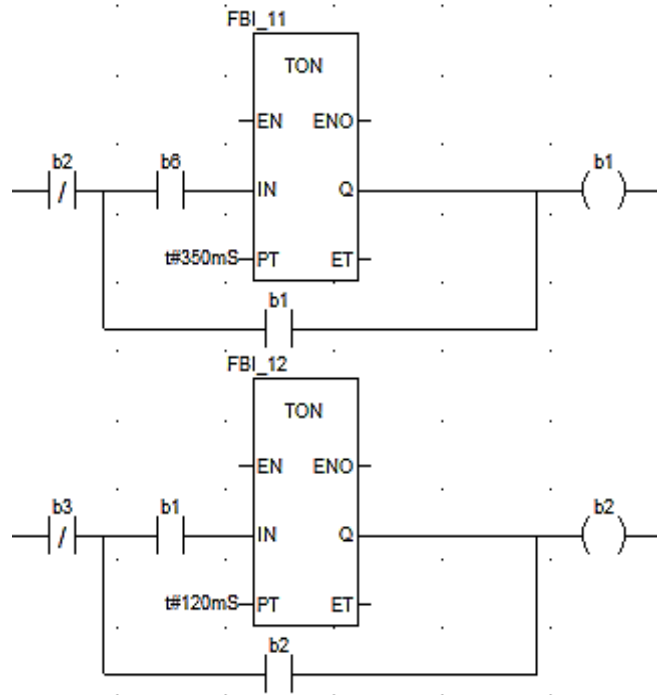 FBI_11
TON
EN ENO
b2 b6 IN Q b1
t#350mS PT ET
b1
FBI_12
TON
EN ENO
b3 b1 IN Q b2
t#120mS PT ET
b2